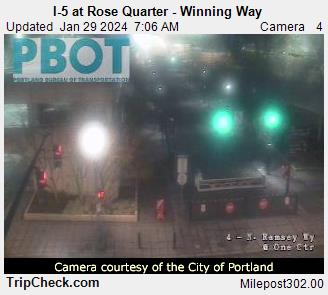 I-5 at Rose Quarter - Winning Way
Updated Jan 29 2024 7:06 AM Camera 4
PBOT
PORTLAND BUREAU OF TRANSPORTATION
4 - N. Ramsey Wy
@ One Ctr
Camera courtesy of the City of Portland
TripCheck.com Milepost302.00